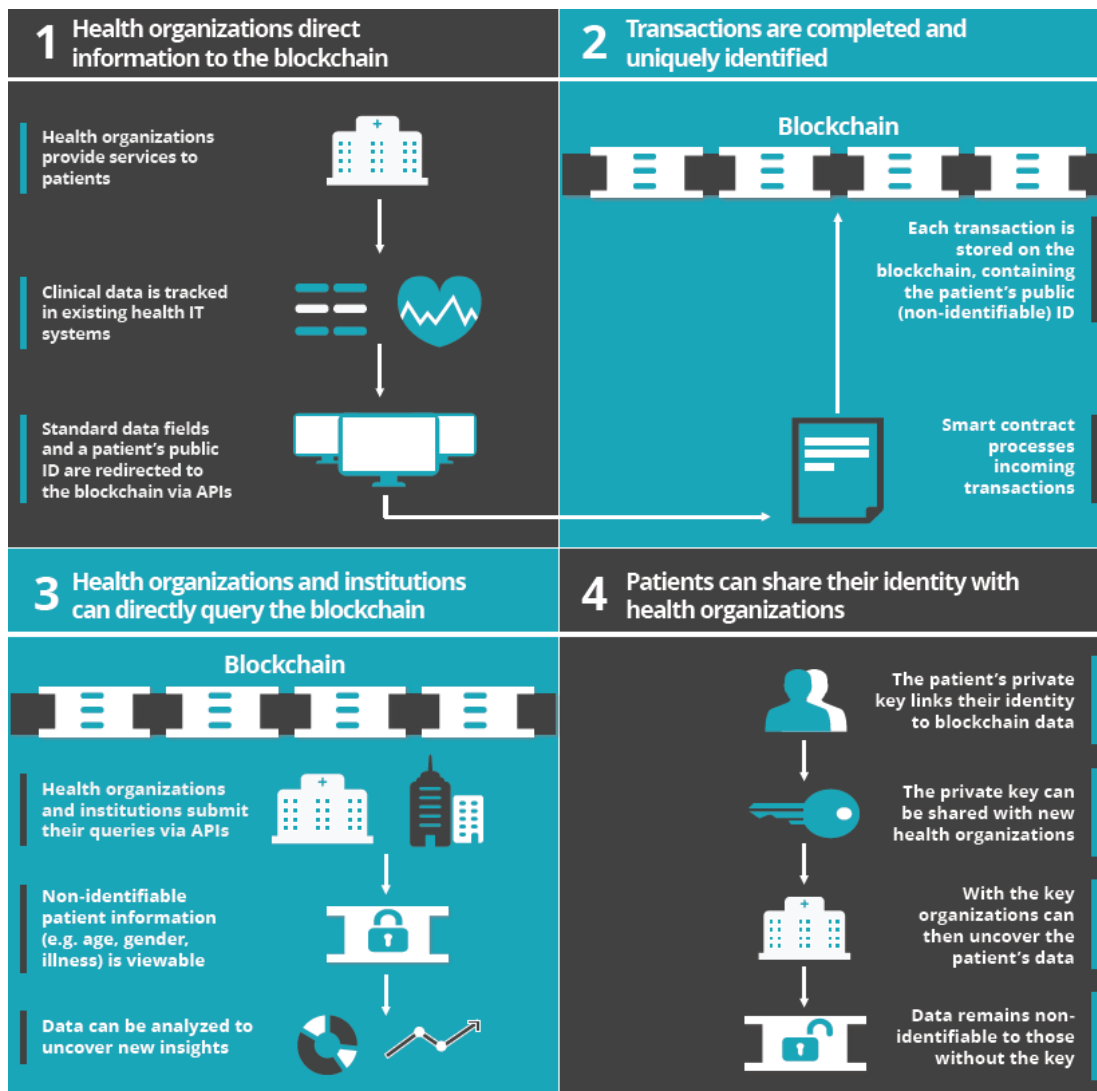 1
Health organizations direct
information to the blockchain
Health organizations
provide services to
patients
Clinical data is tracked
in existing health IT
systems
Standard data fields
and a patient's public
ID are redirected to
the blockchain via APIs
2
Transactions are completed and
uniquely identified
Blockchain
Each transaction is
stored on the
blockchain, containing
the patient's public
(non-identifiable) ID
Smart contract
processes
incoming
transactions
3
Health organizations and institutions
can directly query the blockchain
Blockchain
Health organizations
and institutions submit
their queries via APIs
Non-identifiable
patient information
(e.g. age, gender,
illness) is viewable
Data can be analyzed to
uncover new insights
4
Patients can share their identity with
health organizations
The patient's private
key links their identity
to blockchain data
The private key can
be shared with new
health organizations
With the key
organizations can
then uncover the
patient's data
Data remains non-
identifiable to those
without the key